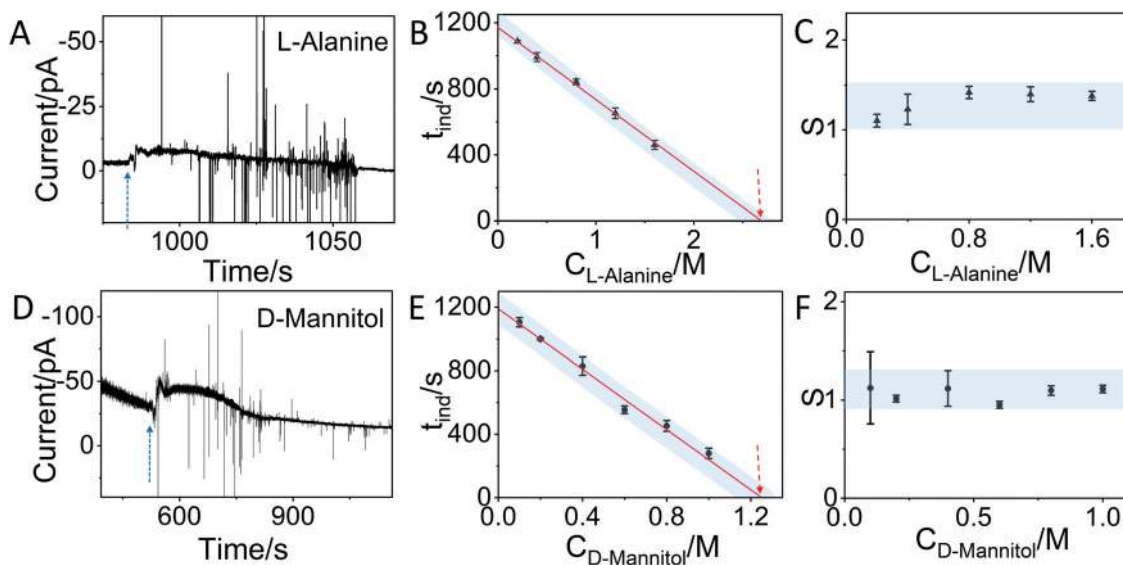 A
Current/pA
-50
-25
0
L-Alanine
1000
1050
Time/s
B
t_ind/s
1200
800
400
0
0
1
2
C_L-Alanine/M
C
S
2
1
0.0
0.8
1.6
C_L-Alanine/M
D
Current/pA
-100
-50
0
D-Mannitol
600
900
Time/s
E
t_ind/s
1200
800
400
0
0.0
0.4
0.8
1.2
C_D-Mannitol/M
F
S
2
1
0
0.0
0.5
1.0
C_D-Mannitol/M